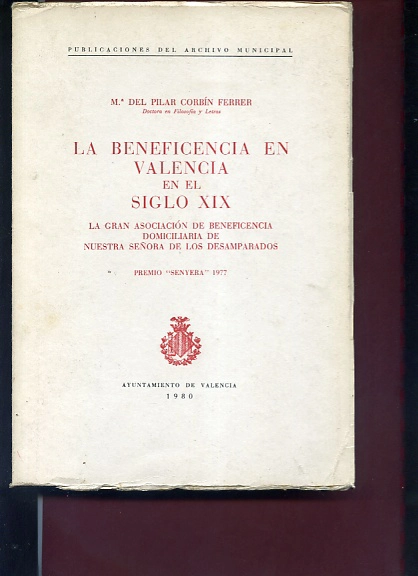 PUBLICACIONES DEL ARCHIVO MUNICIPAL
M.ª DEL PILAR CORBÍN FERRER
Doctora en Filosofía y Letras
LA BENEFICENCIA EN
VALENCIA
EN EL
SIGLO XIX
LA GRAN ASOCIACIÓN DE BENEFICENCIA
DOMICILIARIA DE
NUESTRA SEÑORA DE LOS DESAMPARADOS
PREMIO "SENYERA" 1977
AYUNTAMIENTO DE VALENCIA
1980